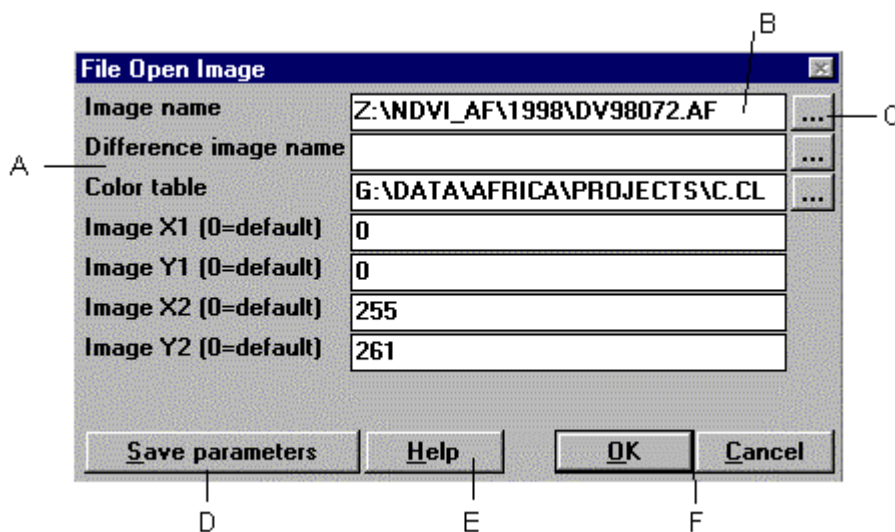 B
File Open Image
Image name Z:\NDVI_AF\1998\DV98072.AF ... C
Difference image name ...
A
Color table G:\DATA\AFRICA\PROJECTS\C.CL ...
Image X1 (0=default) 0
Image Y1 (0=default) 0
Image X2 (0=default) 255
Image Y2 (0=default) 261
Save parameters Help OK Cancel
D E F